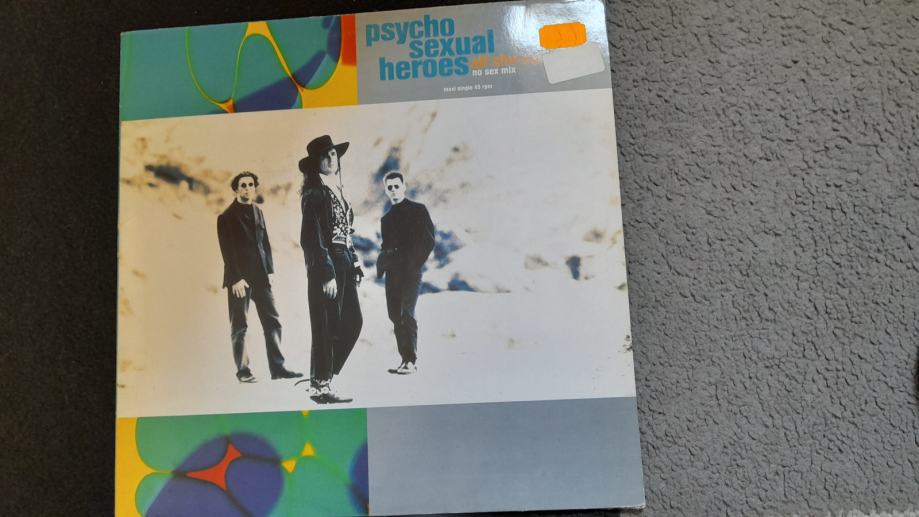 psycho
sexual
heroes
no sex mix
maxi single 45 rpm